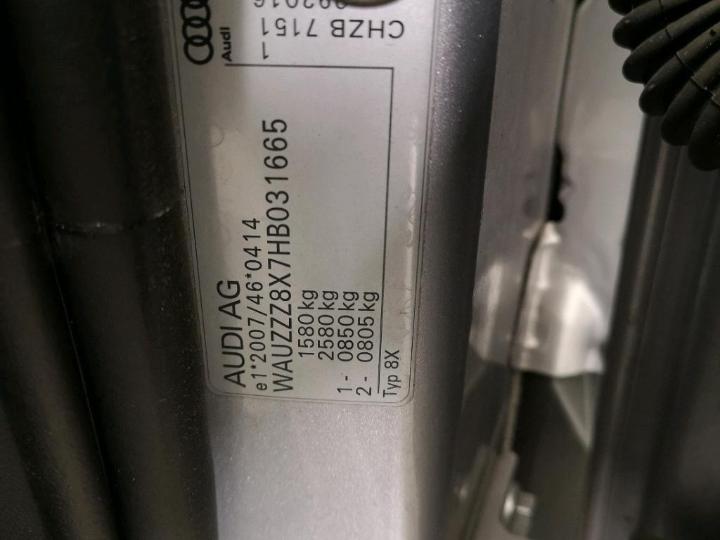 AUDI AG
e1*2007/46*0414
WAUZZZ8X7HB031665
1580 kg
2580 kg
1- 0850 kg
2- 0805 kg
Typ 8X
Audi
1
CHZB 7151